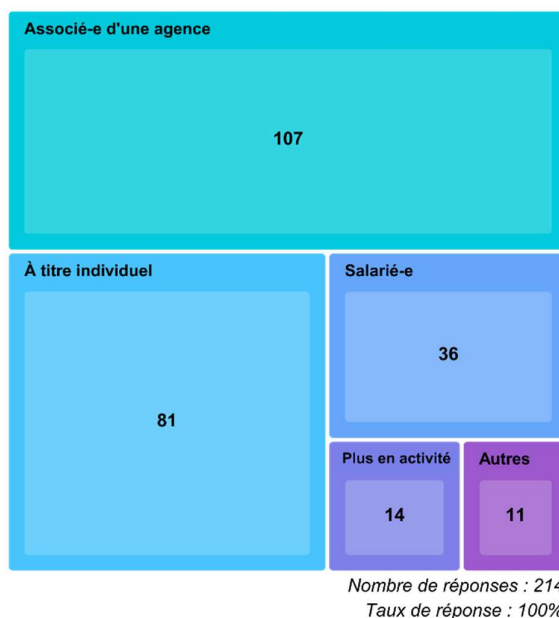 Associé-e d'une agence
107
À titre individuel
81
Salarié-e
36
Plus en activité
14
Autres
11
Nombre de réponses : 214
Taux de réponse : 100%